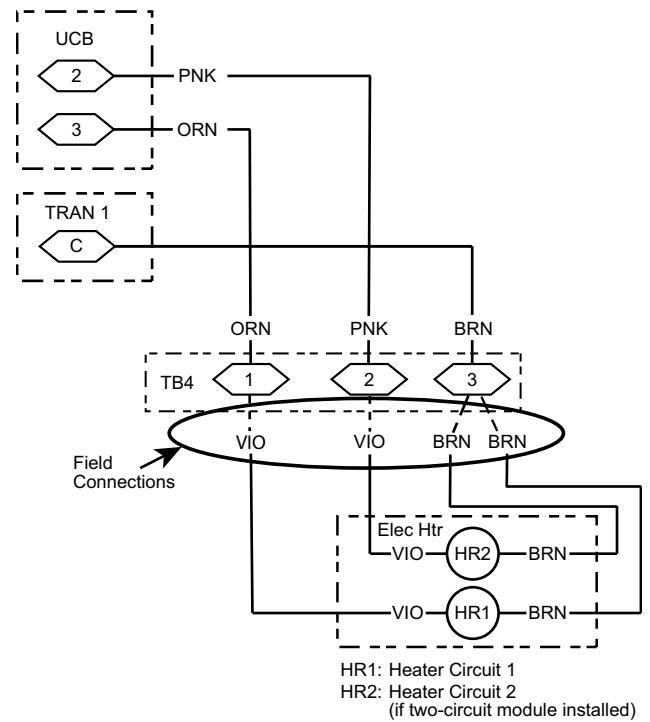 UCB
2 PNK
3 ORN
TRAN 1
C
ORN PNK BRN
TB4 1 2 3
VIO VIO BRN BRN
Field
Connections
Elec Htr
VIO HR2 BRN
VIO HR1 BRN
HR1: Heater Circuit 1
HR2: Heater Circuit 2
(if two-circuit module installed)